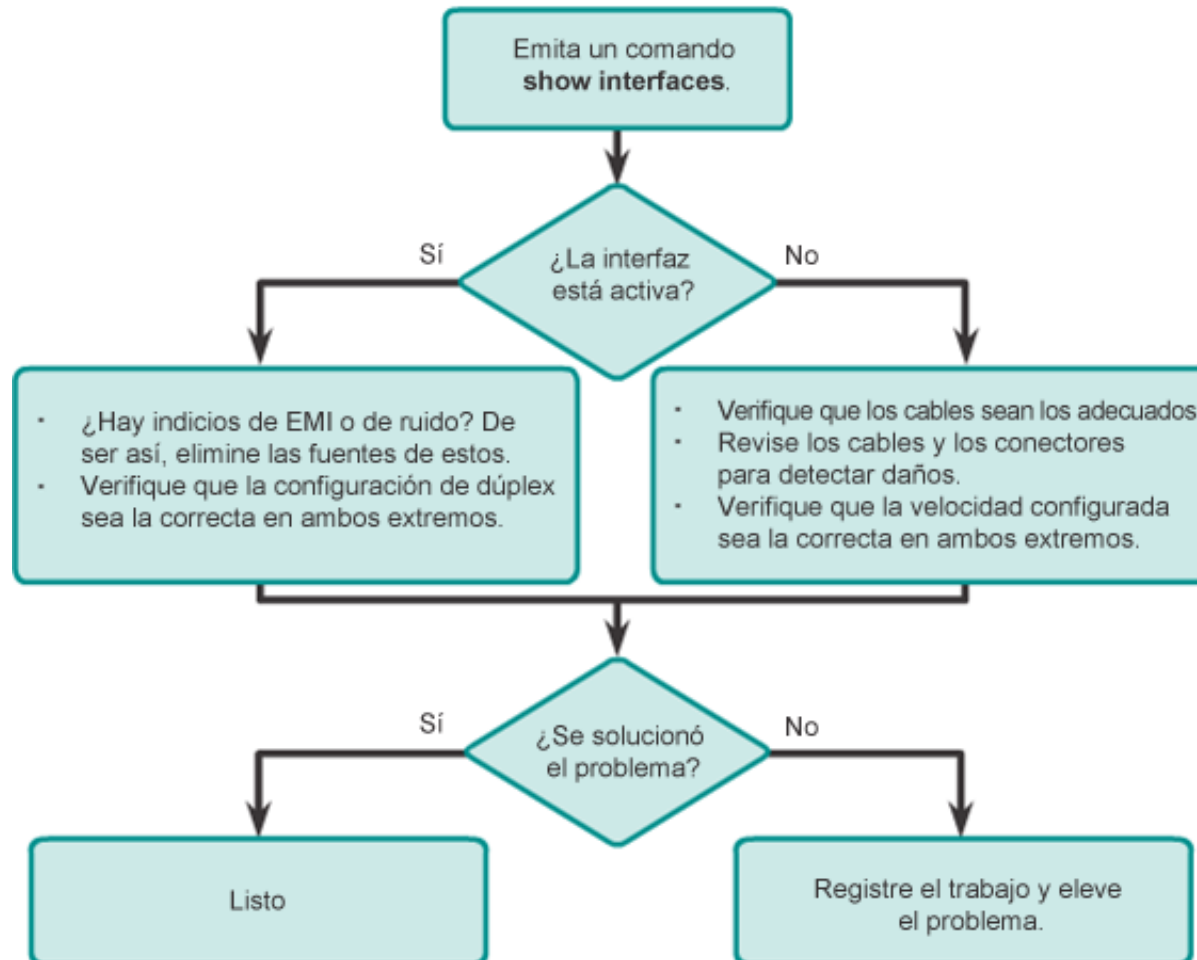 Emita un comando
show interfaces.
¿La interfaz
está activa?
Sí
No
▪ ¿Hay indicios de EMI o de ruido? De
ser así, elimine las fuentes de estos.
▪ Verifique que la configuración de dúplex
sea la correcta en ambos extremos.
▪ Verifique que los cables sean los adecuados.
▪ Revise los cables y los conectores
para detectar daños.
▪ Verifique que la velocidad configurada
sea la correcta en ambos extremos.
¿Se solucionó
el problema?
Sí
No
Listo
Registre el trabajo y eleve
el problema.